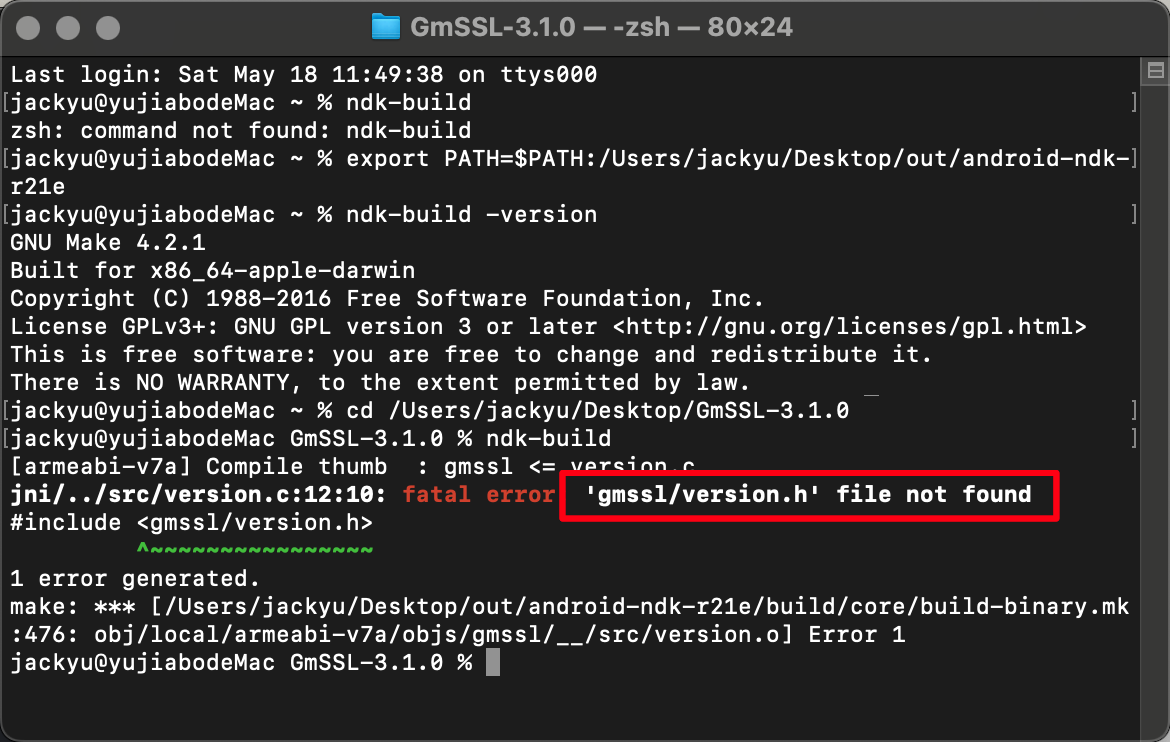 GmSSL-3.1.0 — -zsh — 80×24
Last login: Sat May 18 11:49:38 on ttys000
[jackyu@yujiabodeMac ~ % ndk-build ]
zsh: command not found: ndk-build
[jackyu@yujiabodeMac ~ % export PATH=$PATH:/Users/jackyu/Desktop/out/android-ndk-]
r21e
[jackyu@yujiabodeMac ~ % ndk-build -version ]
GNU Make 4.2.1
Built for x86_64-apple-darwin
Copyright (C) 1988-2016 Free Software Foundation, Inc.
License GPLv3+: GNU GPL version 3 or later <http://gnu.org/licenses/gpl.html>
This is free software: you are free to change and redistribute it.
There is NO WARRANTY, to the extent permitted by law.
[jackyu@yujiabodeMac ~ % cd /Users/jackyu/Desktop/GmSSL-3.1.0 ]
[jackyu@yujiabodeMac GmSSL-3.1.0 % ndk-build ]
[armeabi-v7a] Compile thumb  : gmssl <= version.c
jni/../src/version.c:12:10: fatal error 'gmssl/version.h' file not found
#include <gmssl/version.h>
         ^~~~~~~~~~~~~~~~~
1 error generated.
make: *** [/Users/jackyu/Desktop/out/android-ndk-r21e/build/core/build-binary.mk
:476: obj/local/armeabi-v7a/objs/gmssl/__/src/version.o] Error 1
jackyu@yujiabodeMac GmSSL-3.1.0 %